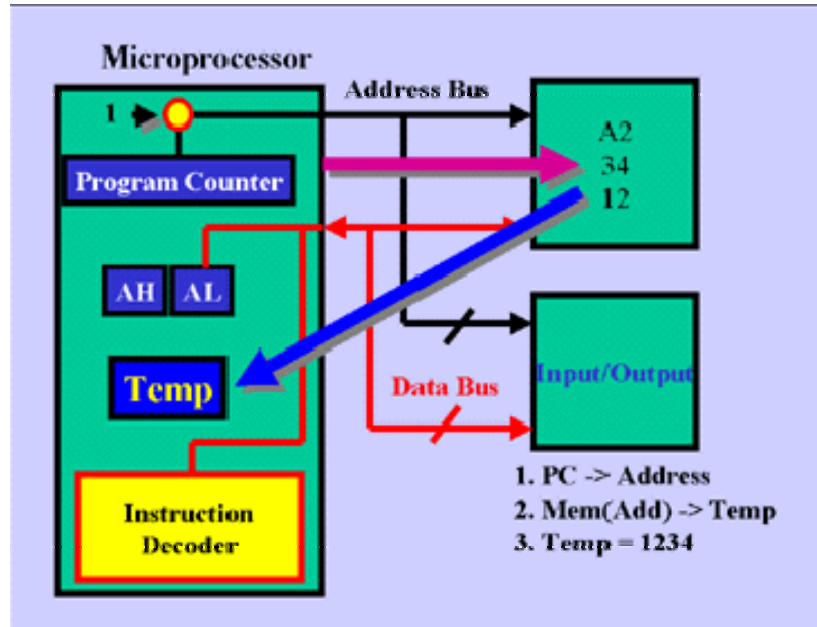 Microprocessor
Address Bus
1
Program Counter
A2
34
12
AH
AL
Temp
Data Bus
Input/Output
Instruction
Decoder
1. PC -> Address
2. Mem(Add) -> Temp
3. Temp = 1234